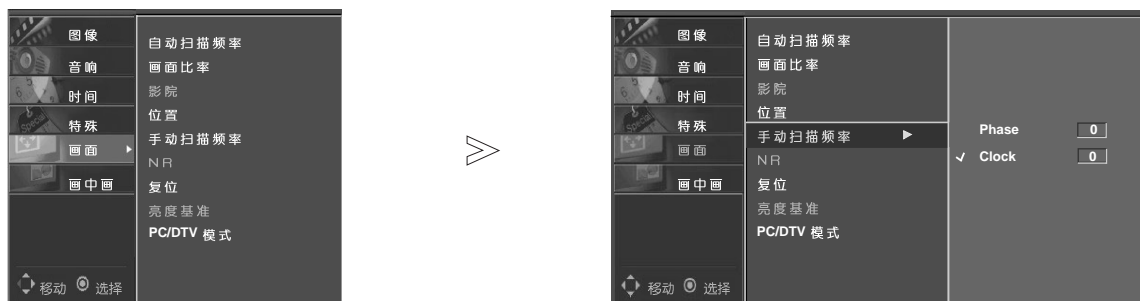 图像
音响
时间
特殊
画面
画中画
移动 选择
自动扫描频率
画面比率
影院
位置
手动扫描频率
NR
复位
亮度基准
PC/DTV 模式
图像
音响
时间
特殊
画面
画中画
移动 选择
自动扫描频率
画面比率
影院
位置
手动扫描频率
NR
复位
亮度基准
PC/DTV 模式
Phase 0
Clock 0